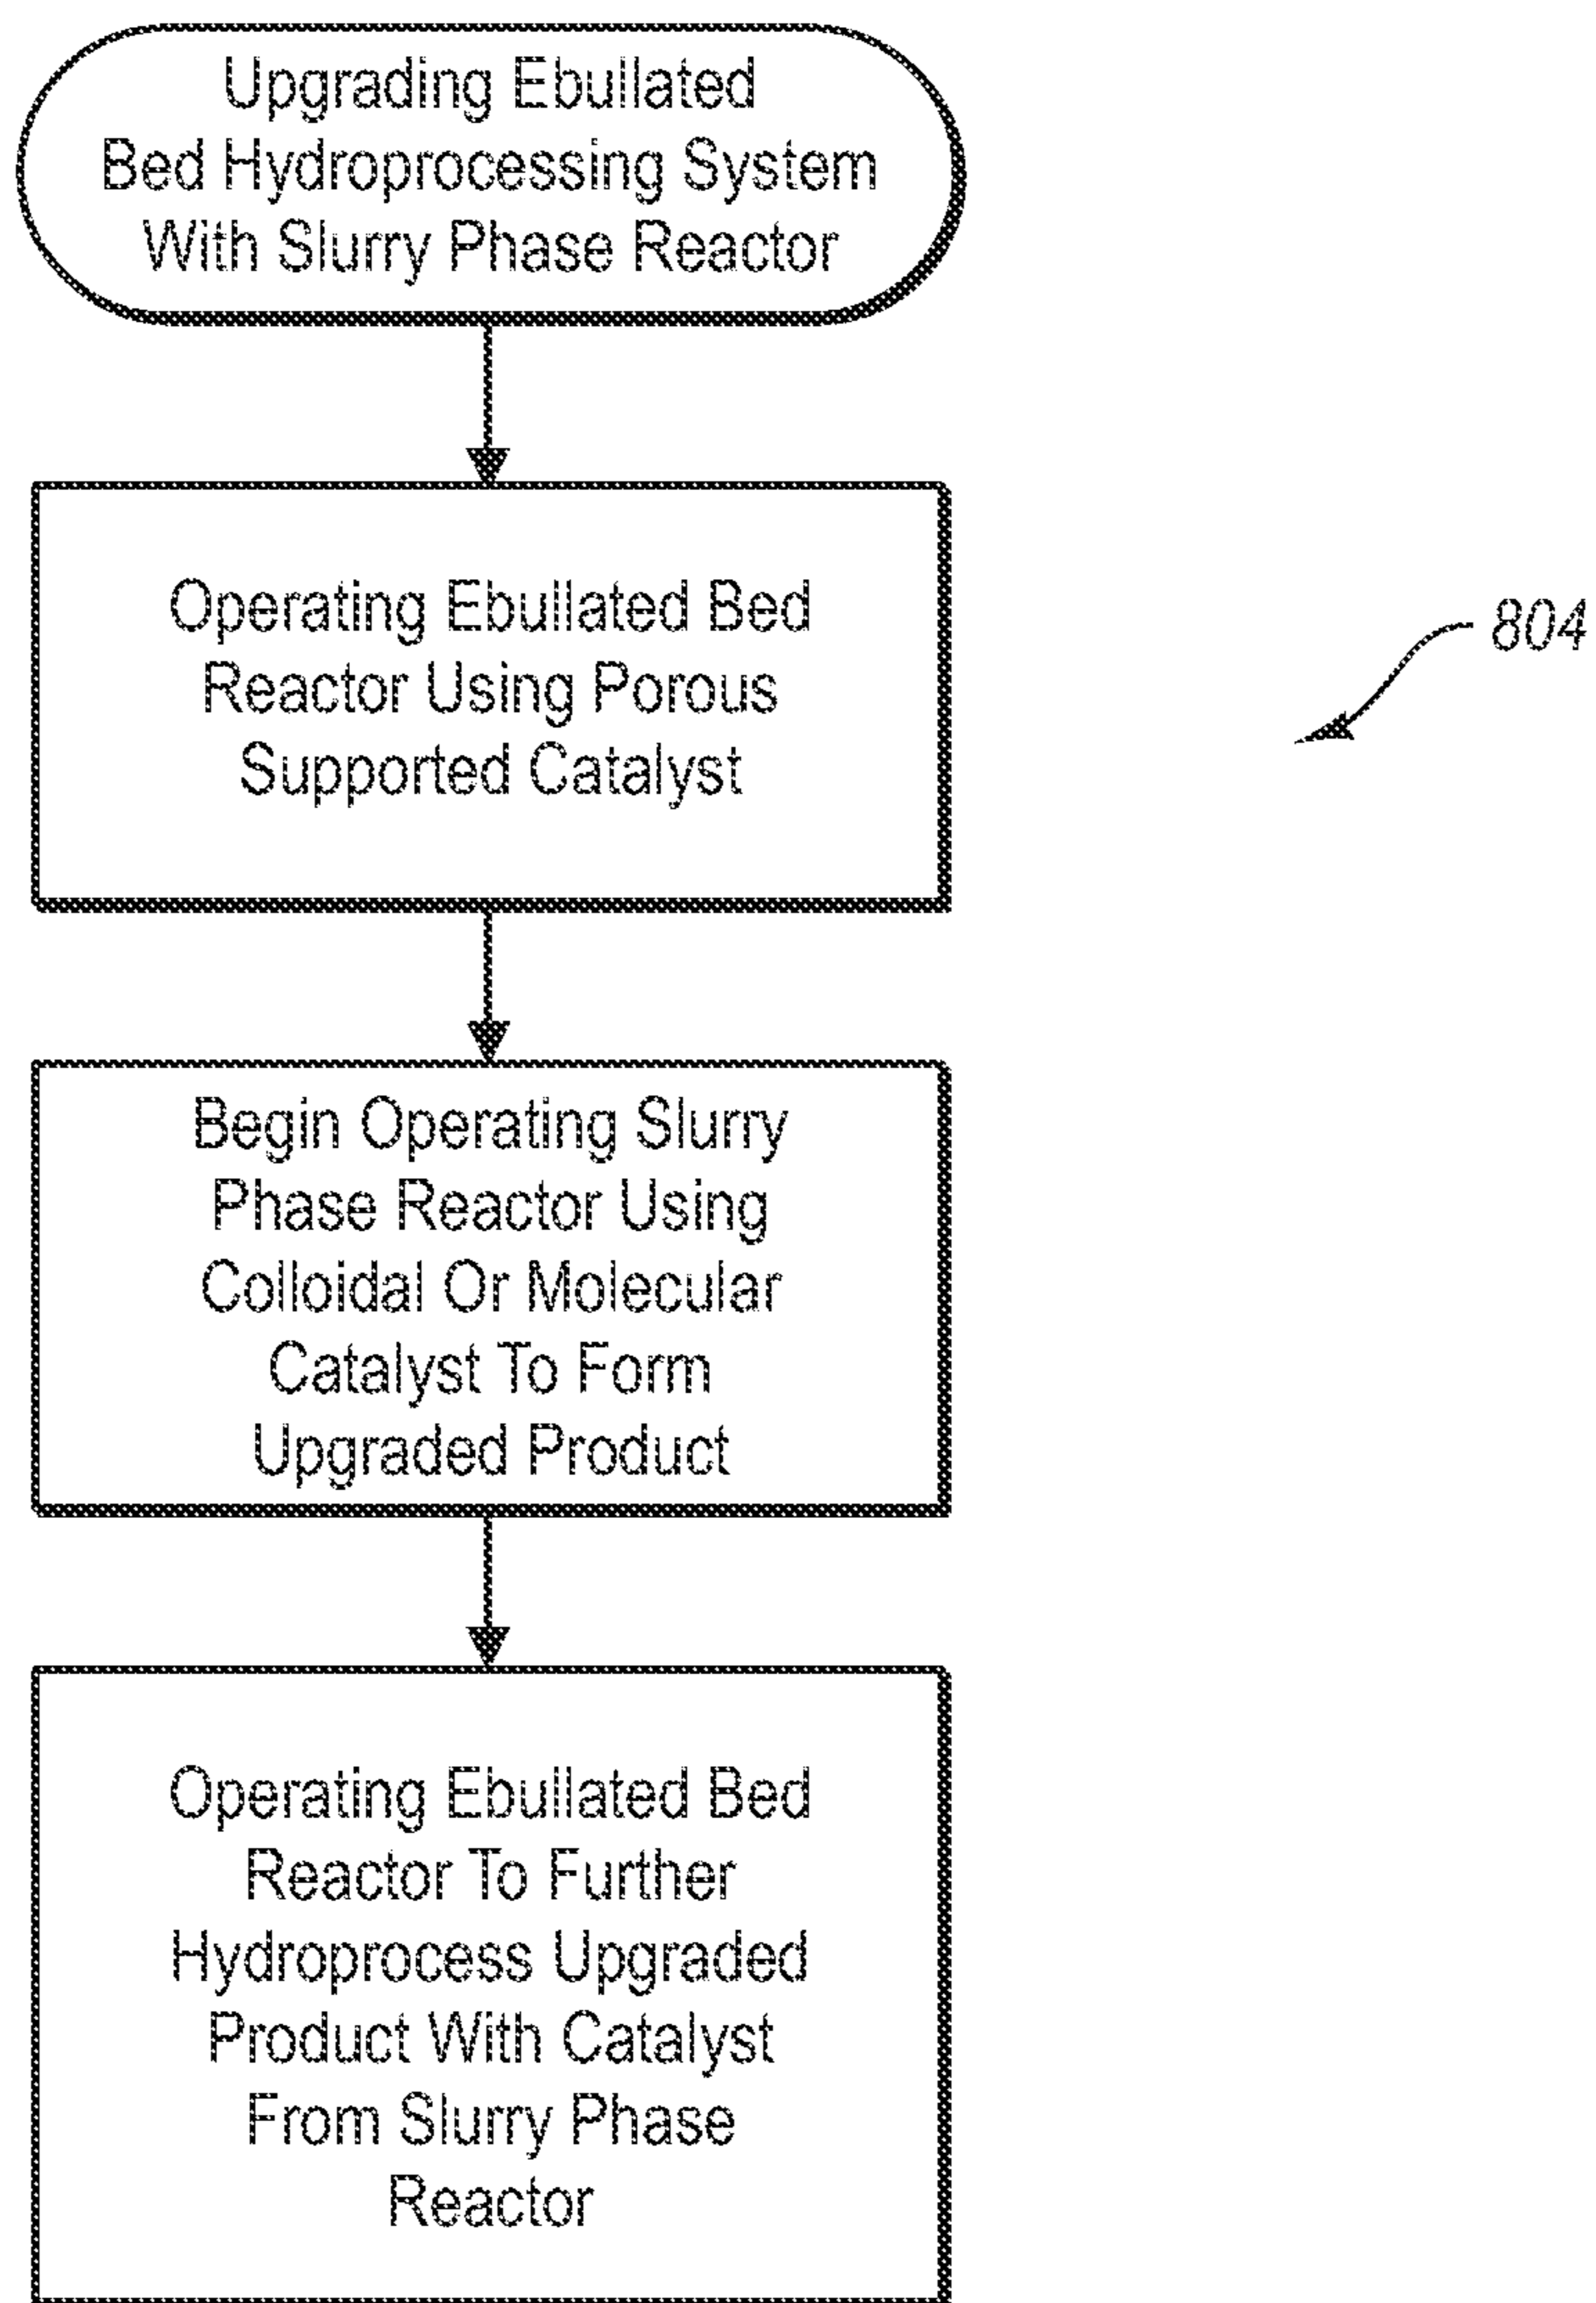 Upgrading Ebullated
Bed Hydroprocessing System
With Slurry Phase Reactor
Operating Ebullated Bed
Reactor Using Porous
Supported Catalyst
804
Begin Operating Slurry
Phase Reactor Using
Colloidal Or Molecular
Catalyst To Form
Upgraded Product
Operating Ebullated Bed
Reactor To Further
Hydroprocess Upgraded
Product With Catalyst
From Slurry Phase
Reactor